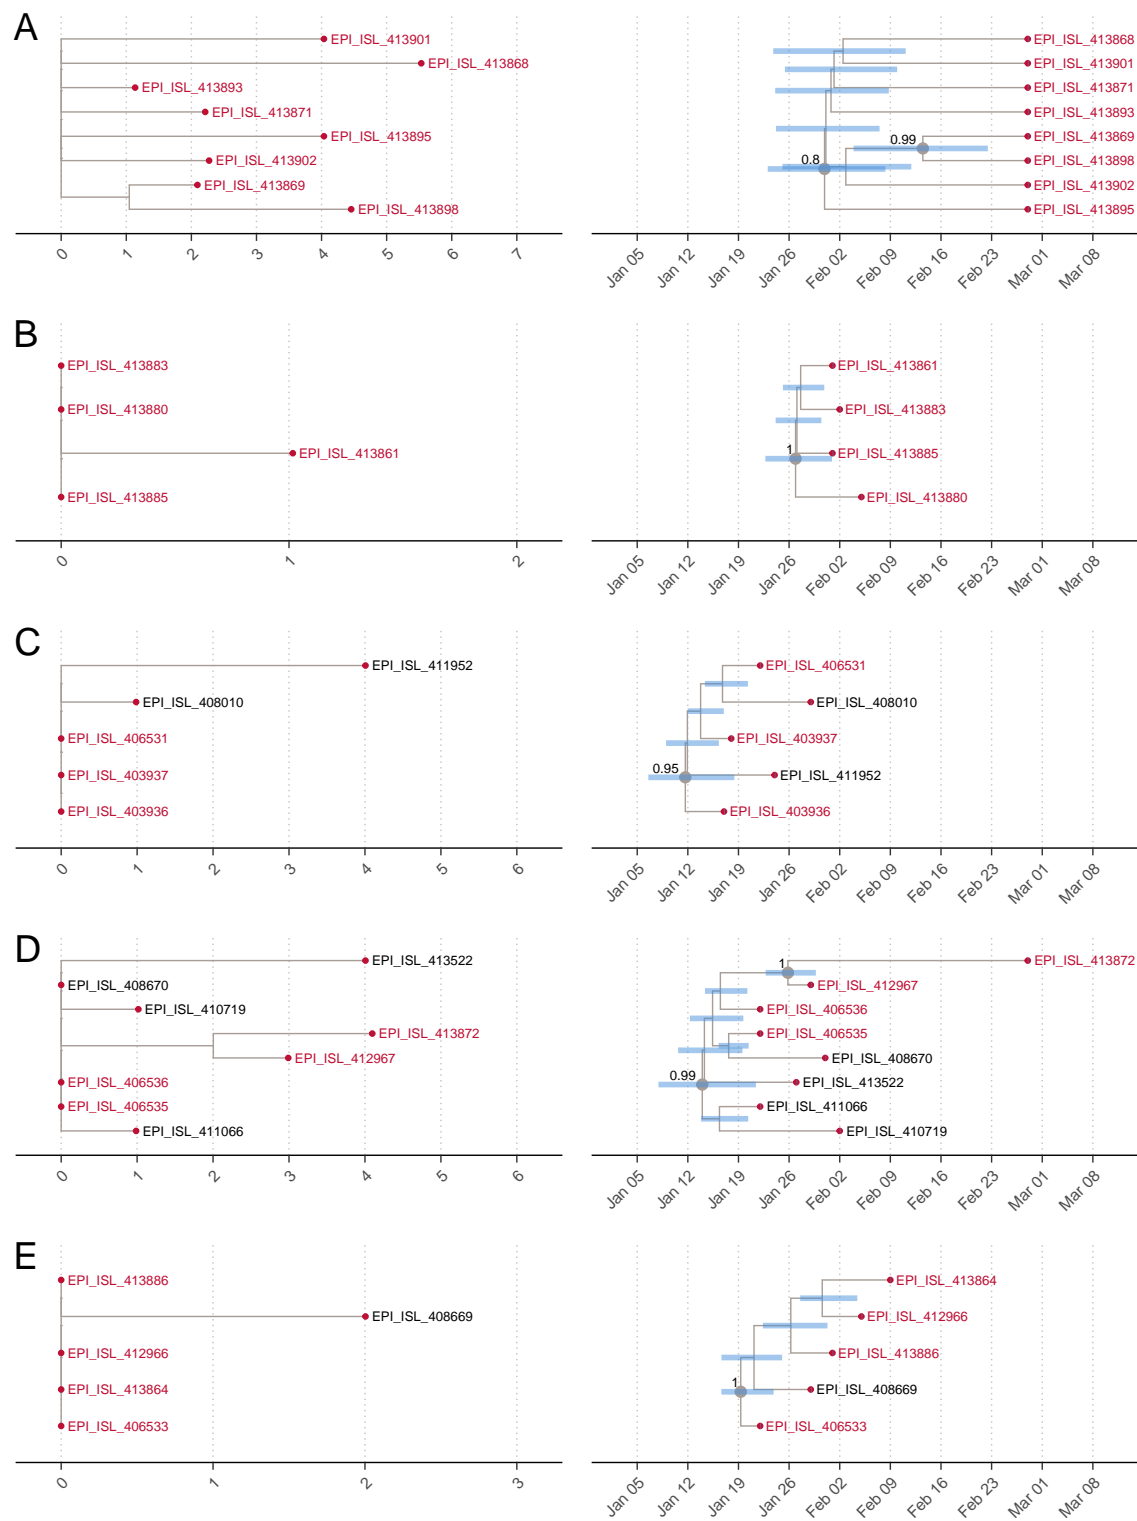 A
EPI_ISL_413901
EPI_ISL_413868
EPI_ISL_413893
EPI_ISL_413871
EPI_ISL_413895
EPI_ISL_413902
EPI_ISL_413869
EPI_ISL_413898
0 1 2 3 4 5 6 7
EPI_ISL_413868
EPI_ISL_413901
EPI_ISL_413871
EPI_ISL_413893
0.99
EPI_ISL_413869
0.8
EPI_ISL_413898
EPI_ISL_413902
EPI_ISL_413895
Jan 05 Jan 12 Jan 19 Jan 26 Feb 02 Feb 09 Feb 16 Feb 23 Mar 01 Mar 08
B
EPI_ISL_413883
EPI_ISL_413880
EPI_ISL_413861
EPI_ISL_413885
0 1 2
EPI_ISL_413861
EPI_ISL_413883
1
EPI_ISL_413885
EPI_ISL_413880
Jan 05 Jan 12 Jan 19 Jan 26 Feb 02 Feb 09 Feb 16 Feb 23 Mar 01 Mar 08
C
EPI_ISL_411952
EPI_ISL_408010
EPI_ISL_406531
EPI_ISL_403937
EPI_ISL_403936
0 1 2 3 4 5 6
EPI_ISL_406531
EPI_ISL_408010
EPI_ISL_403937
0.95
EPI_ISL_411952
EPI_ISL_403936
Jan 05 Jan 12 Jan 19 Jan 26 Feb 02 Feb 09 Feb 16 Feb 23 Mar 01 Mar 08
D
EPI_ISL_413522
EPI_ISL_408670
EPI_ISL_410719
EPI_ISL_413872
EPI_ISL_412967
EPI_ISL_406536
EPI_ISL_406535
EPI_ISL_411066
0 1 2 3 4 5 6
1
EPI_ISL_413872
EPI_ISL_412967
EPI_ISL_406536
EPI_ISL_406535
EPI_ISL_408670
0.99
EPI_ISL_413522
EPI_ISL_411066
EPI_ISL_410719
Jan 05 Jan 12 Jan 19 Jan 26 Feb 02 Feb 09 Feb 16 Feb 23 Mar 01 Mar 08
E
EPI_ISL_413886
EPI_ISL_408669
EPI_ISL_412966
EPI_ISL_413864
EPI_ISL_406533
0 1 2 3
EPI_ISL_413864
EPI_ISL_412966
EPI_ISL_413886
1
EPI_ISL_408669
EPI_ISL_406533
Jan 05 Jan 12 Jan 19 Jan 26 Feb 02 Feb 09 Feb 16 Feb 23 Mar 01 Mar 08